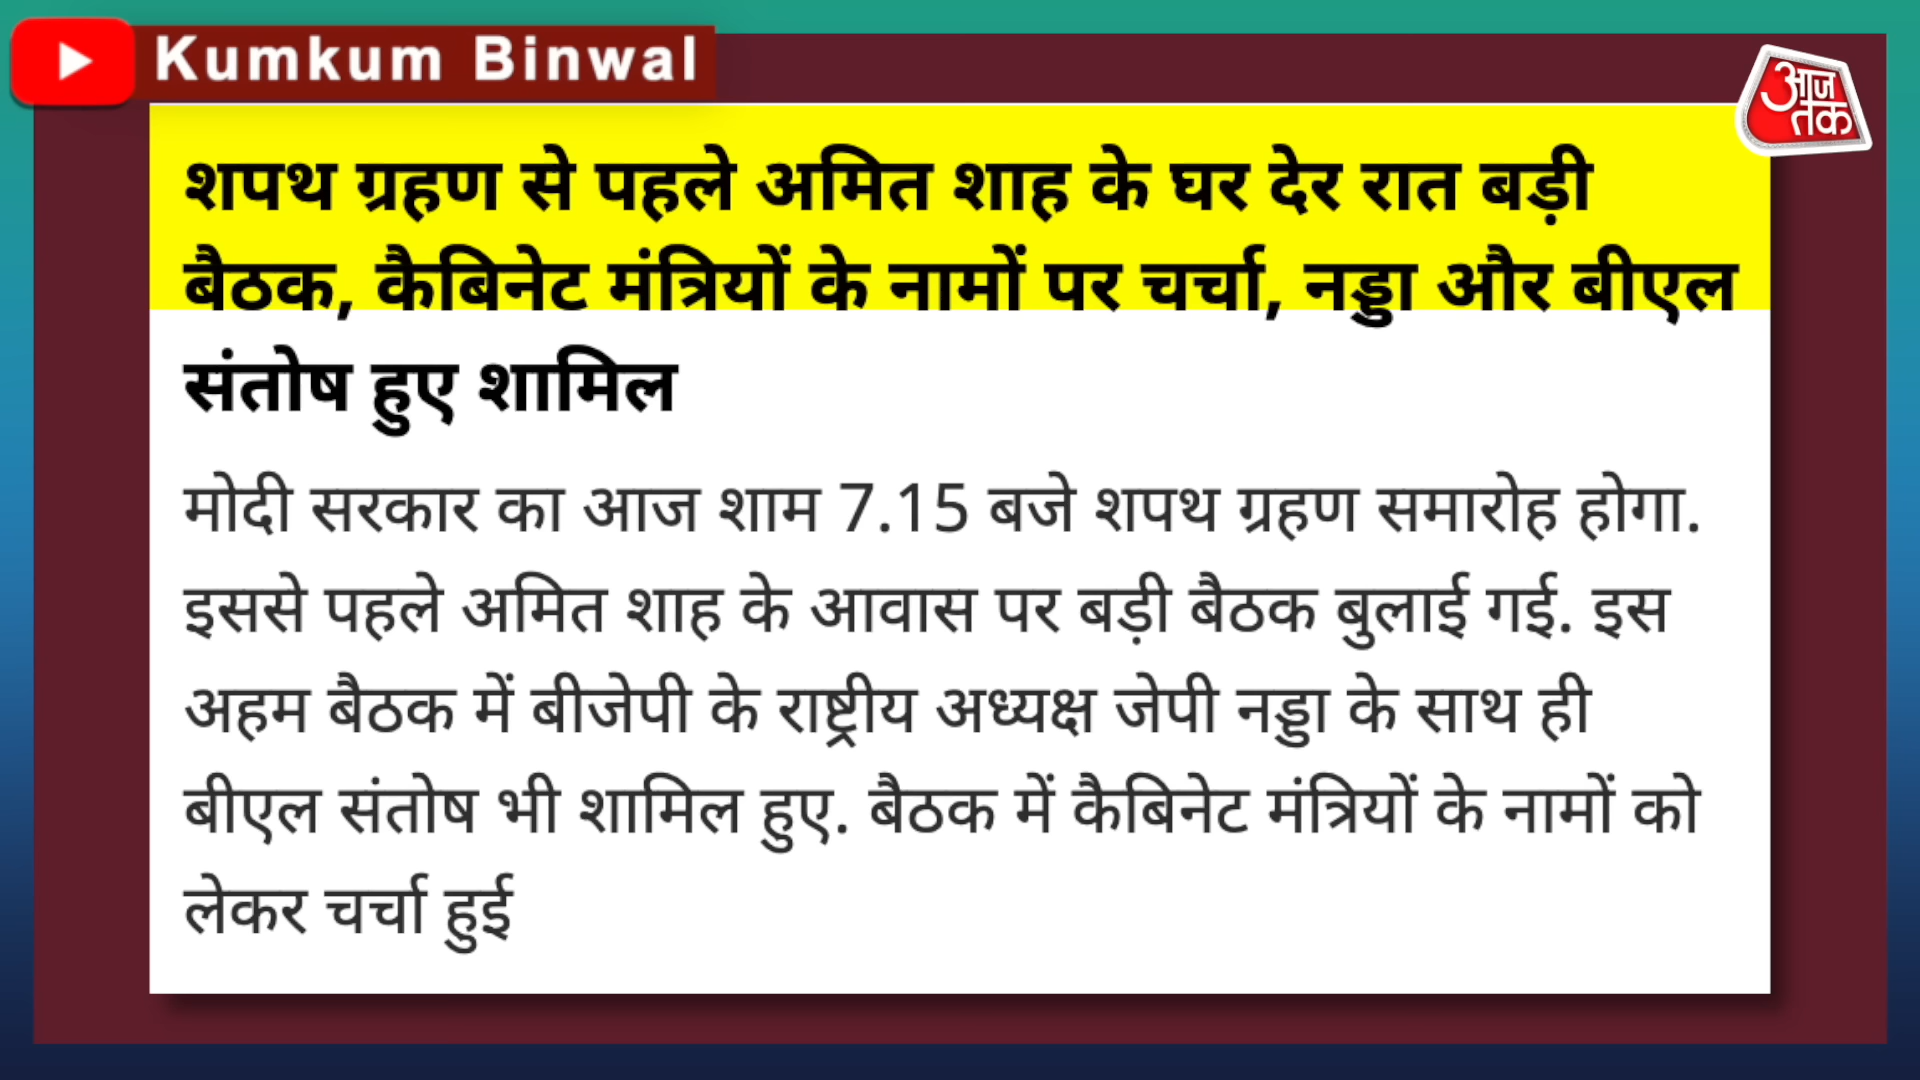 Kumkum Binwal
आज
तक
शपथ ग्रहण से पहले अमित शाह के घर देर रात बड़ी
बैठक, कैबिनेट मंत्रियों के नामों पर चर्चा, नड्डा और बीएल
संतोष हुए शामिल
मोदी सरकार का आज शाम 7.15 बजे शपथ ग्रहण समारोह होगा.
इससे पहले अमित शाह के आवास पर बड़ी बैठक बुलाई गई. इस
अहम बैठक में बीजेपी के राष्ट्रीय अध्यक्ष जेपी नड्डा के साथ ही
बीएल संतोष भी शामिल हुए. बैठक में कैबिनेट मंत्रियों के नामों को
लेकर चर्चा हुई